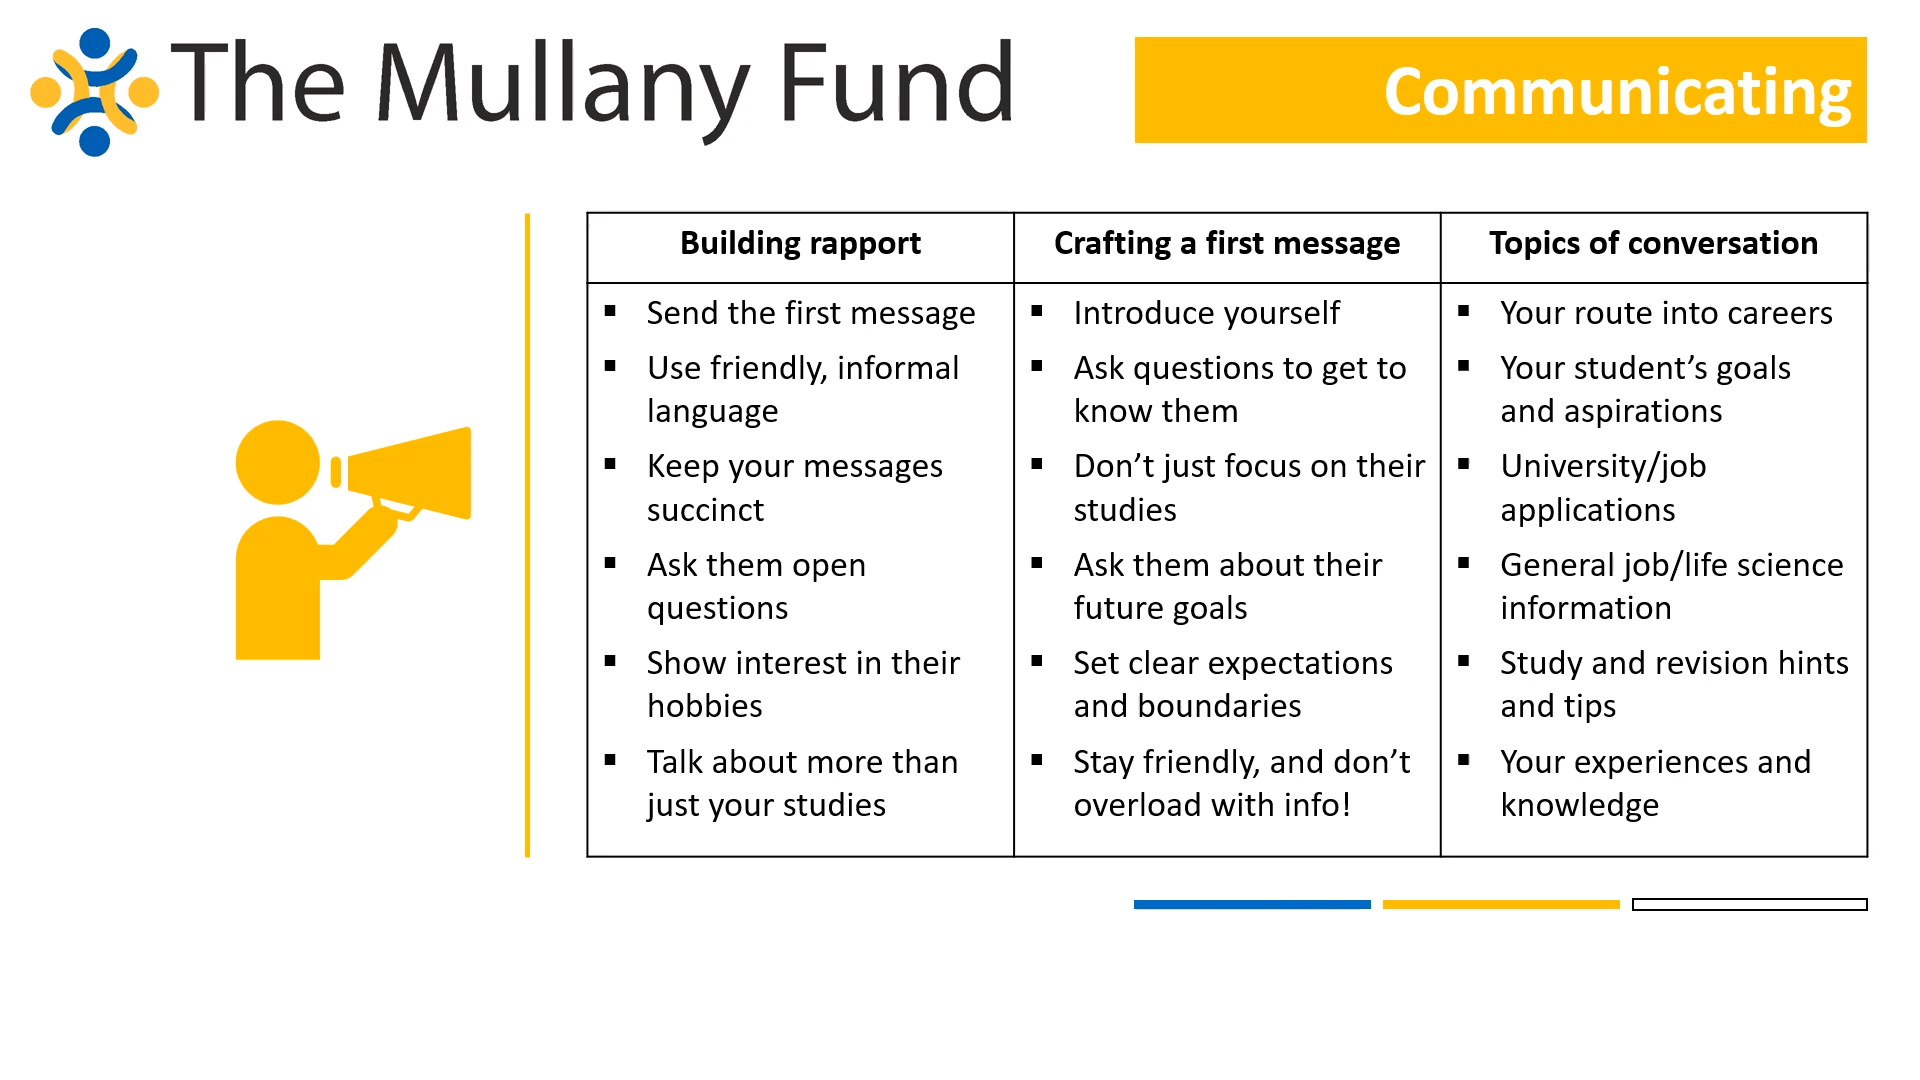 The Mullany Fund
Communicating
Building rapport
▪ Send the first message
▪ Use friendly, informal
language
▪ Keep your messages
succinct
▪ Ask them open
questions
▪ Show interest in their
hobbies
▪ Talk about more than
just your studies
Crafting a first message
▪ Introduce yourself
▪ Ask questions to get to
know them
▪ Don’t just focus on their
studies
▪ Ask them about their
future goals
▪ Set clear expectations
and boundaries
▪ Stay friendly, and don’t
overload with info!
Topics of conversation
▪ Your route into careers
▪ Your student’s goals
and aspirations
▪ University/job
applications
▪ General job/life science
information
▪ Study and revision hints
and tips
▪ Your experiences and
knowledge